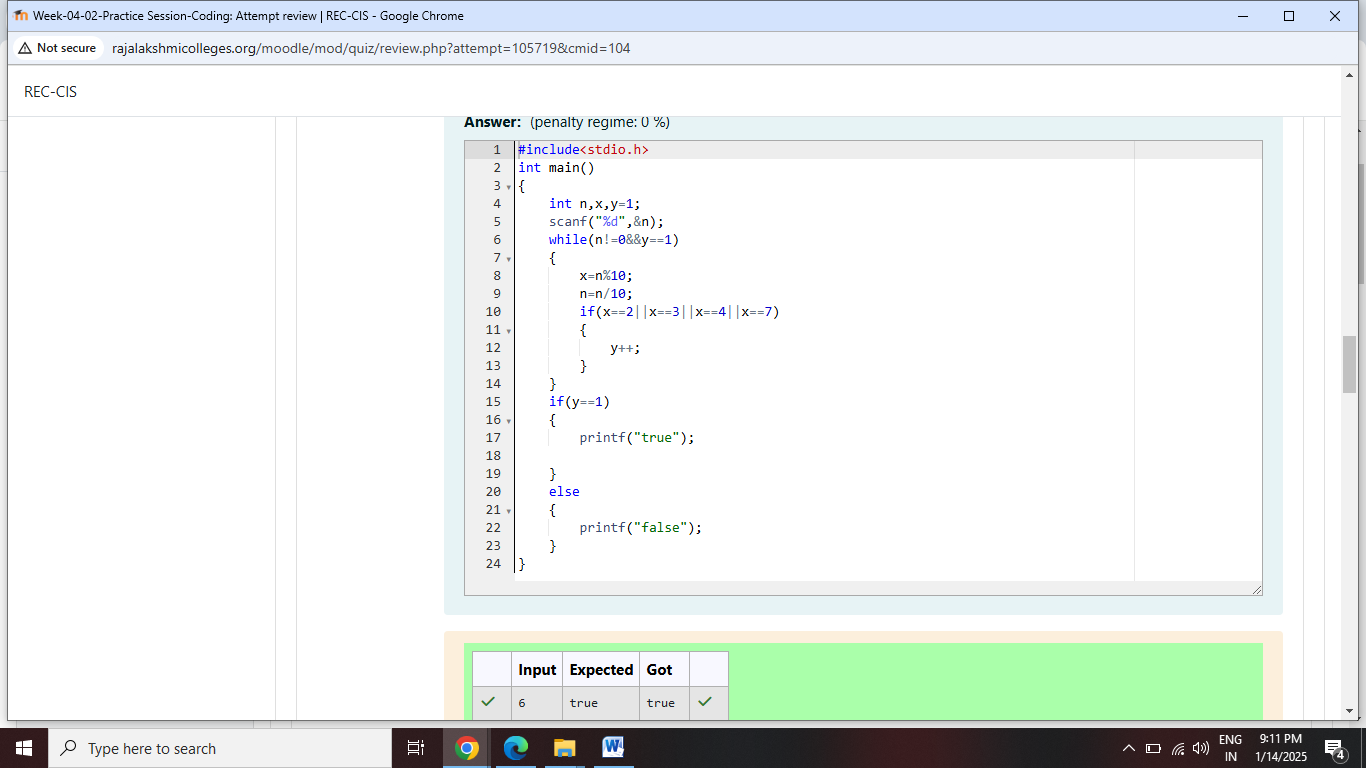 Week-04-02-Practice Session-Coding: Attempt review | REC-CIS - Google Chrome
Not secure rajalakshmicolleges.org/moodle/mod/quiz/review.php?attempt=105719&cmid=104
REC-CIS
Answer: (penalty regime: 0 %)
1 #include<stdio.h>
2 int main()
3 {
4 int n,x,y=1;
5 scanf("%d",&n);
6 while(n!=0&&y==1)
7 {
8 x=n%10;
9 n=n/10;
10 if(x==2||x==3||x==4||x==7)
11 {
12 y++;
13 }
14 }
15 if(y==1)
16 {
17 printf("true");
18
19 }
20 else
21 {
22 printf("false");
23 }
24 }
Input Expected Got
6 true true
Type here to search
ENG 9:11 PM
IN 1/14/2025 4